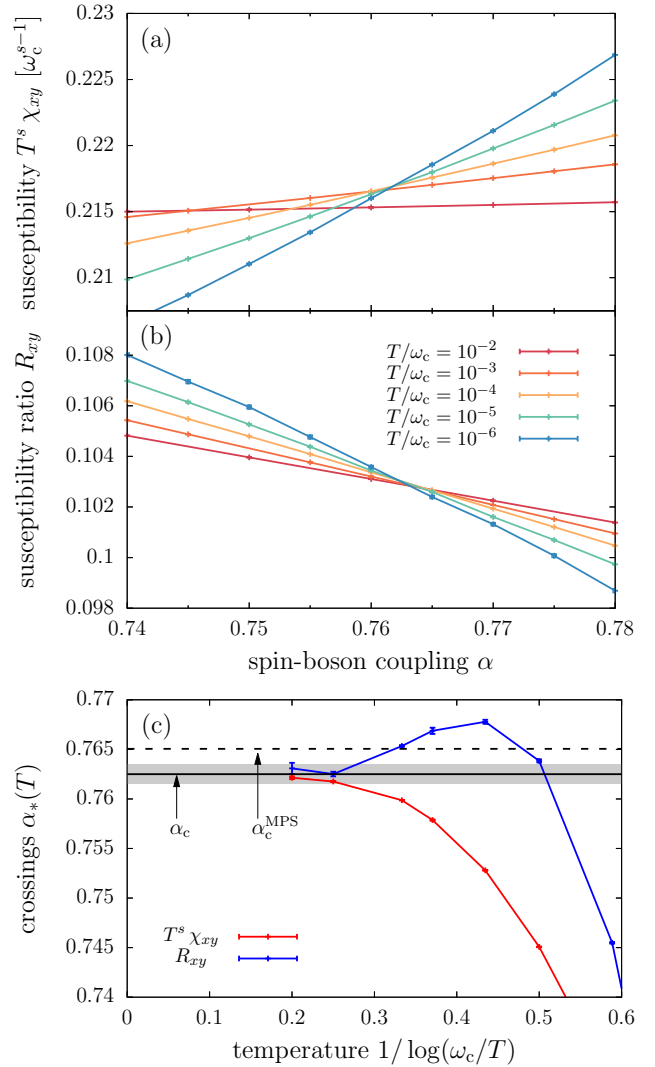 (a)
susceptibility T^s χ_xy [ω_c^{s−1}]
0.23
0.225
0.22
0.215
0.21
(b)
susceptibility ratio R_xy
0.108
0.106
0.104
0.102
0.1
0.098
T/ω_c = 10^−2
T/ω_c = 10^−3
T/ω_c = 10^−4
T/ω_c = 10^−5
T/ω_c = 10^−6
0.74 0.75 0.76 0.77 0.78
spin-boson coupling α
(c)
crossings α_*(T)
0.77
0.765
0.76
0.755
0.75
0.745
0.74
α_c
α_c^MPS
T^s χ_xy
R_xy
0 0.1 0.2 0.3 0.4 0.5 0.6
temperature 1/ log(ω_c/T)